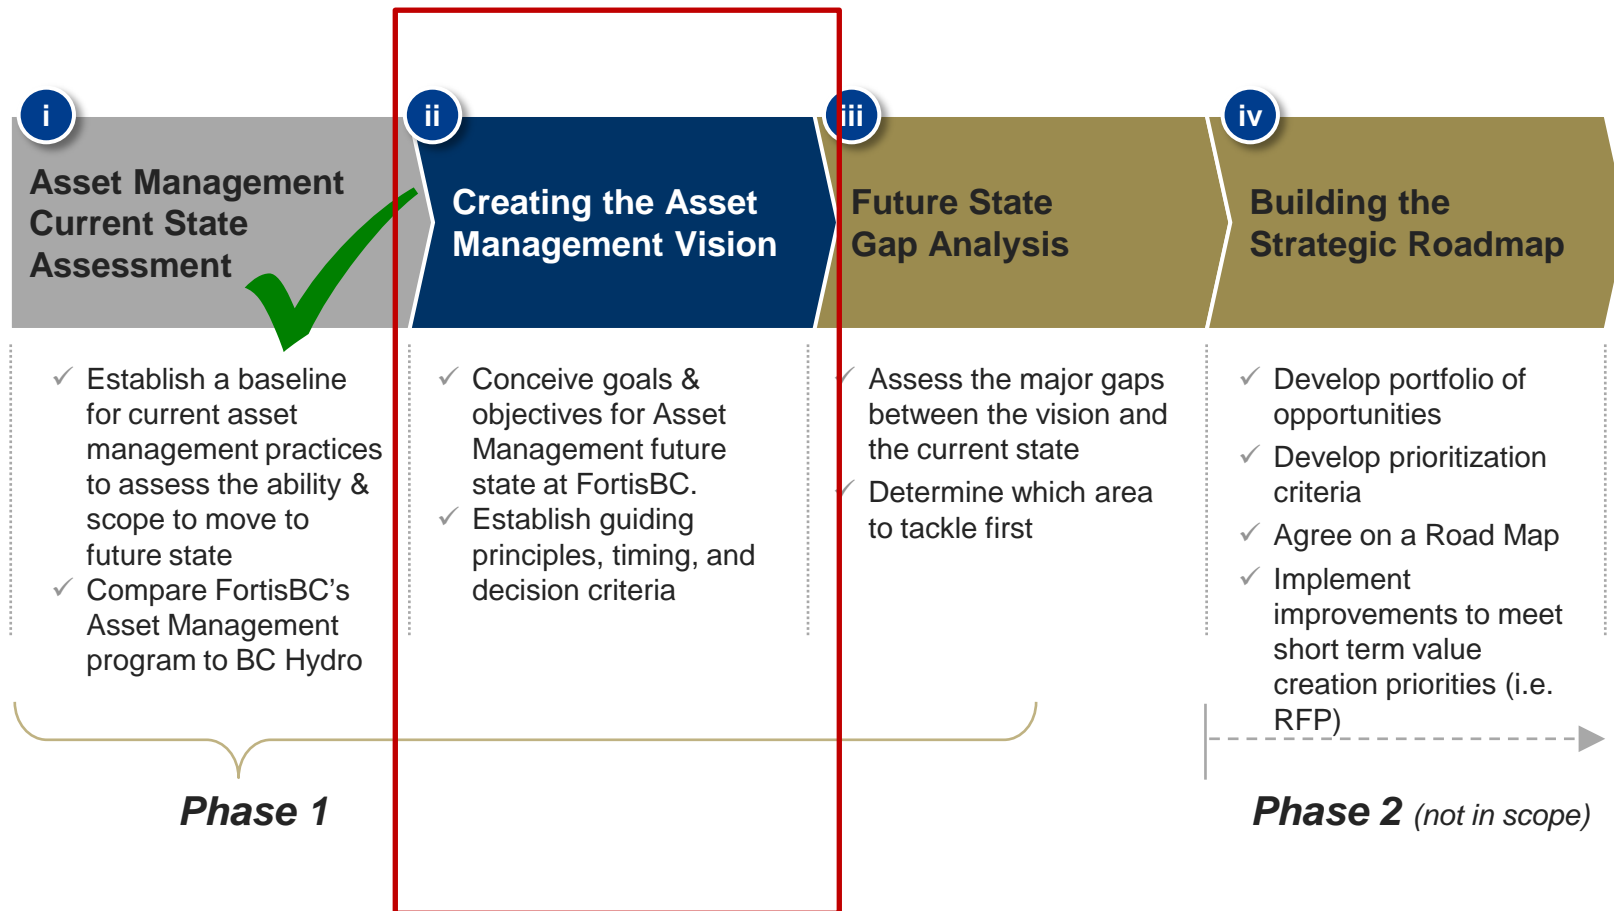 i
Asset Management
Current State
Assessment
Establish a baseline
for current asset
management practices
to assess the ability &
scope to move to
future state
Compare FortisBC’s
Asset Management
program to BC Hydro
ii
Creating the Asset
Management Vision
Conceive goals &
objectives for Asset
Management future
state at FortisBC.
Establish guiding
principles, timing, and
decision criteria
iii
Future State
Gap Analysis
Assess the major gaps
between the vision and
the current state
Determine which area
to tackle first
iv
Building the
Strategic Roadmap
Develop portfolio of
opportunities
Develop prioritization
criteria
Agree on a Road Map
Implement
improvements to meet
short term value
creation priorities (i.e.
RFP)
Phase 1
Phase 2 (not in scope)